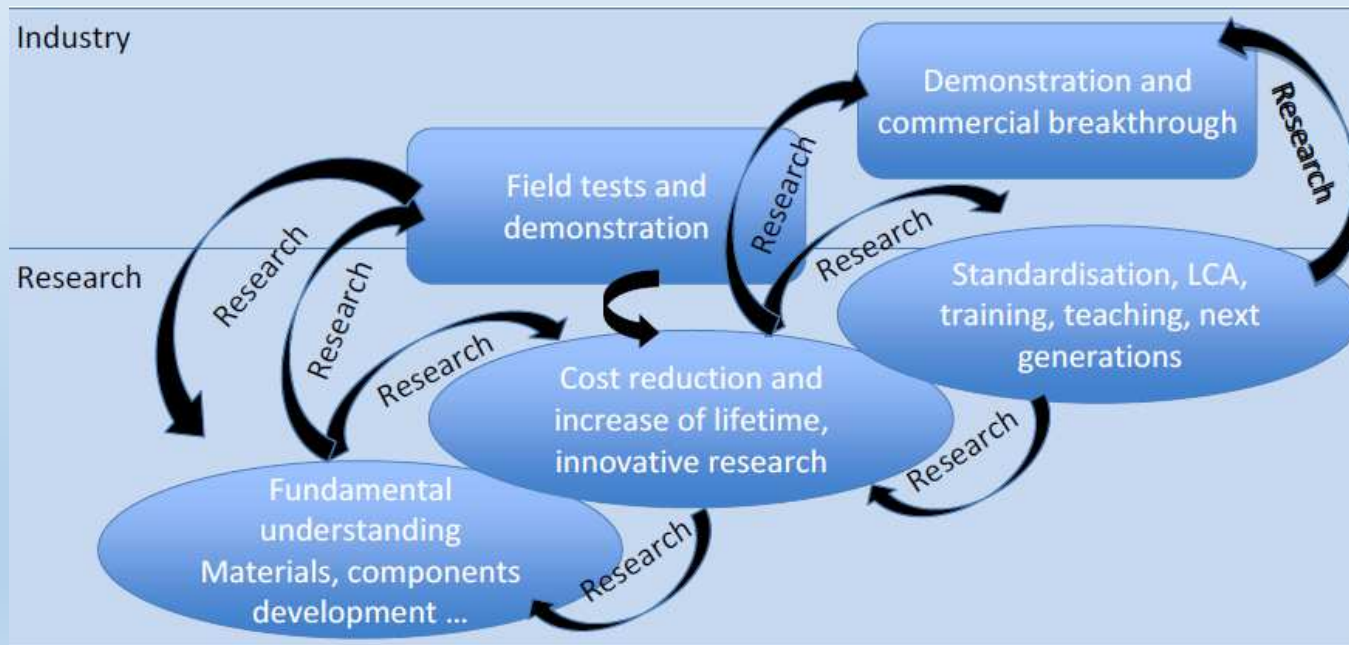 Industry
Demonstration and
commercial breakthrough
Research
Research
Field tests and
demonstration
Research
Research
Research
Research
Research
Standardisation, LCA,
training, teaching, next
generations
Cost reduction and
increase of lifetime,
innovative research
Research
Fundamental
understanding
Materials, components
development ...
Research